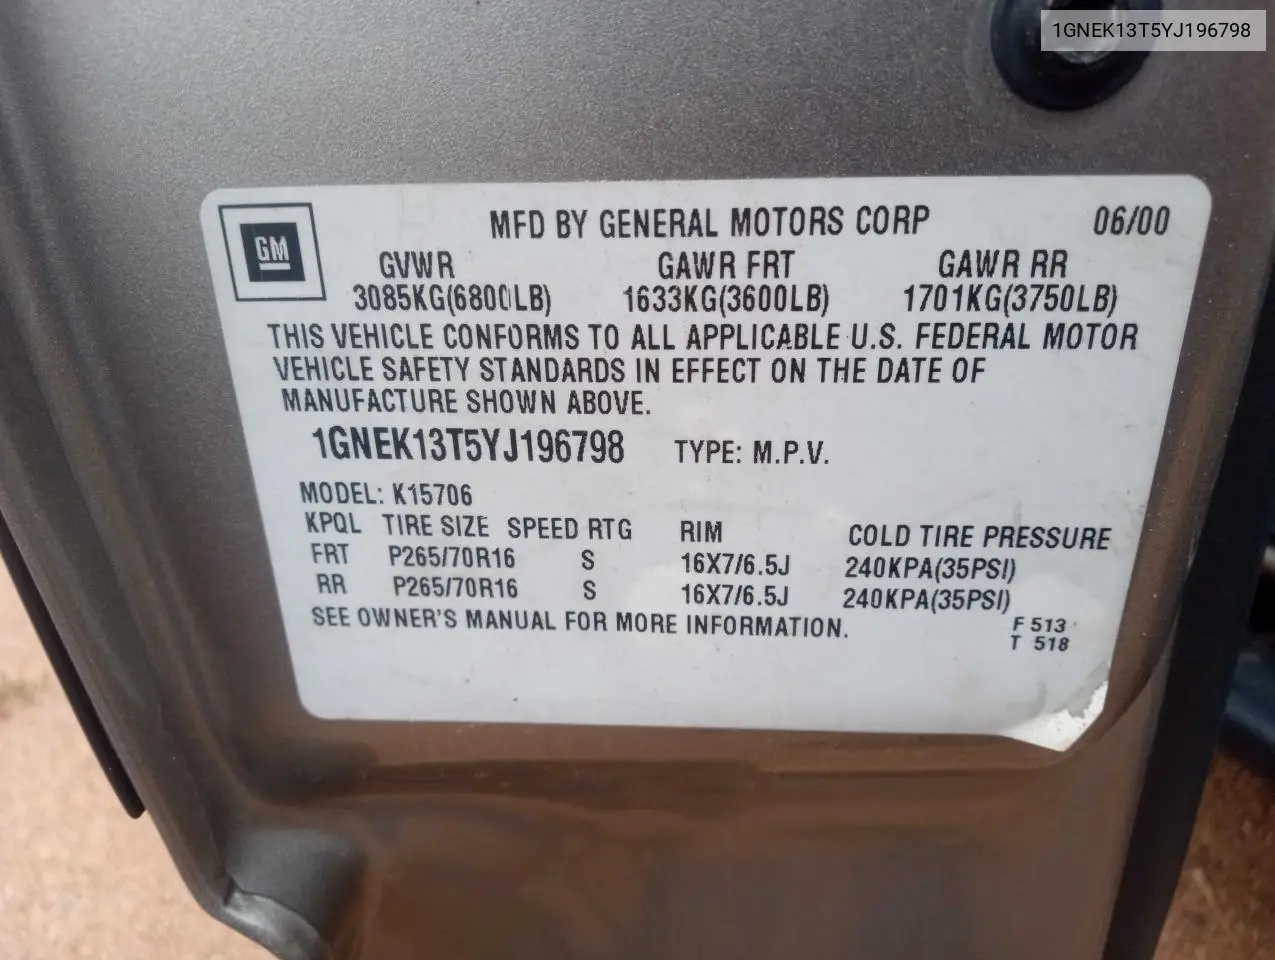 1GNEK13T5YJ196798
MFD BY GENERAL MOTORS CORP 06/00
GM
GVWR GAWR FRT GAWR RR
3085KG(6800LB) 1633KG(3600LB) 1701KG(3750LB)
THIS VEHICLE CONFORMS TO ALL APPLICABLE U.S. FEDERAL MOTOR
VEHICLE SAFETY STANDARDS IN EFFECT ON THE DATE OF
MANUFACTURE SHOWN ABOVE.
1GNEK13T5YJ196798 TYPE: M.P.V.
MODEL: K15706
KPQL TIRE SIZE SPEED RTG RIM COLD TIRE PRESSURE
FRT P265/70R16 S 16X7/6.5J 240KPA(35PSI)
RR P265/70R16 S 16X7/6.5J 240KPA(35PSI)
SEE OWNER'S MANUAL FOR MORE INFORMATION. F 513
T 518